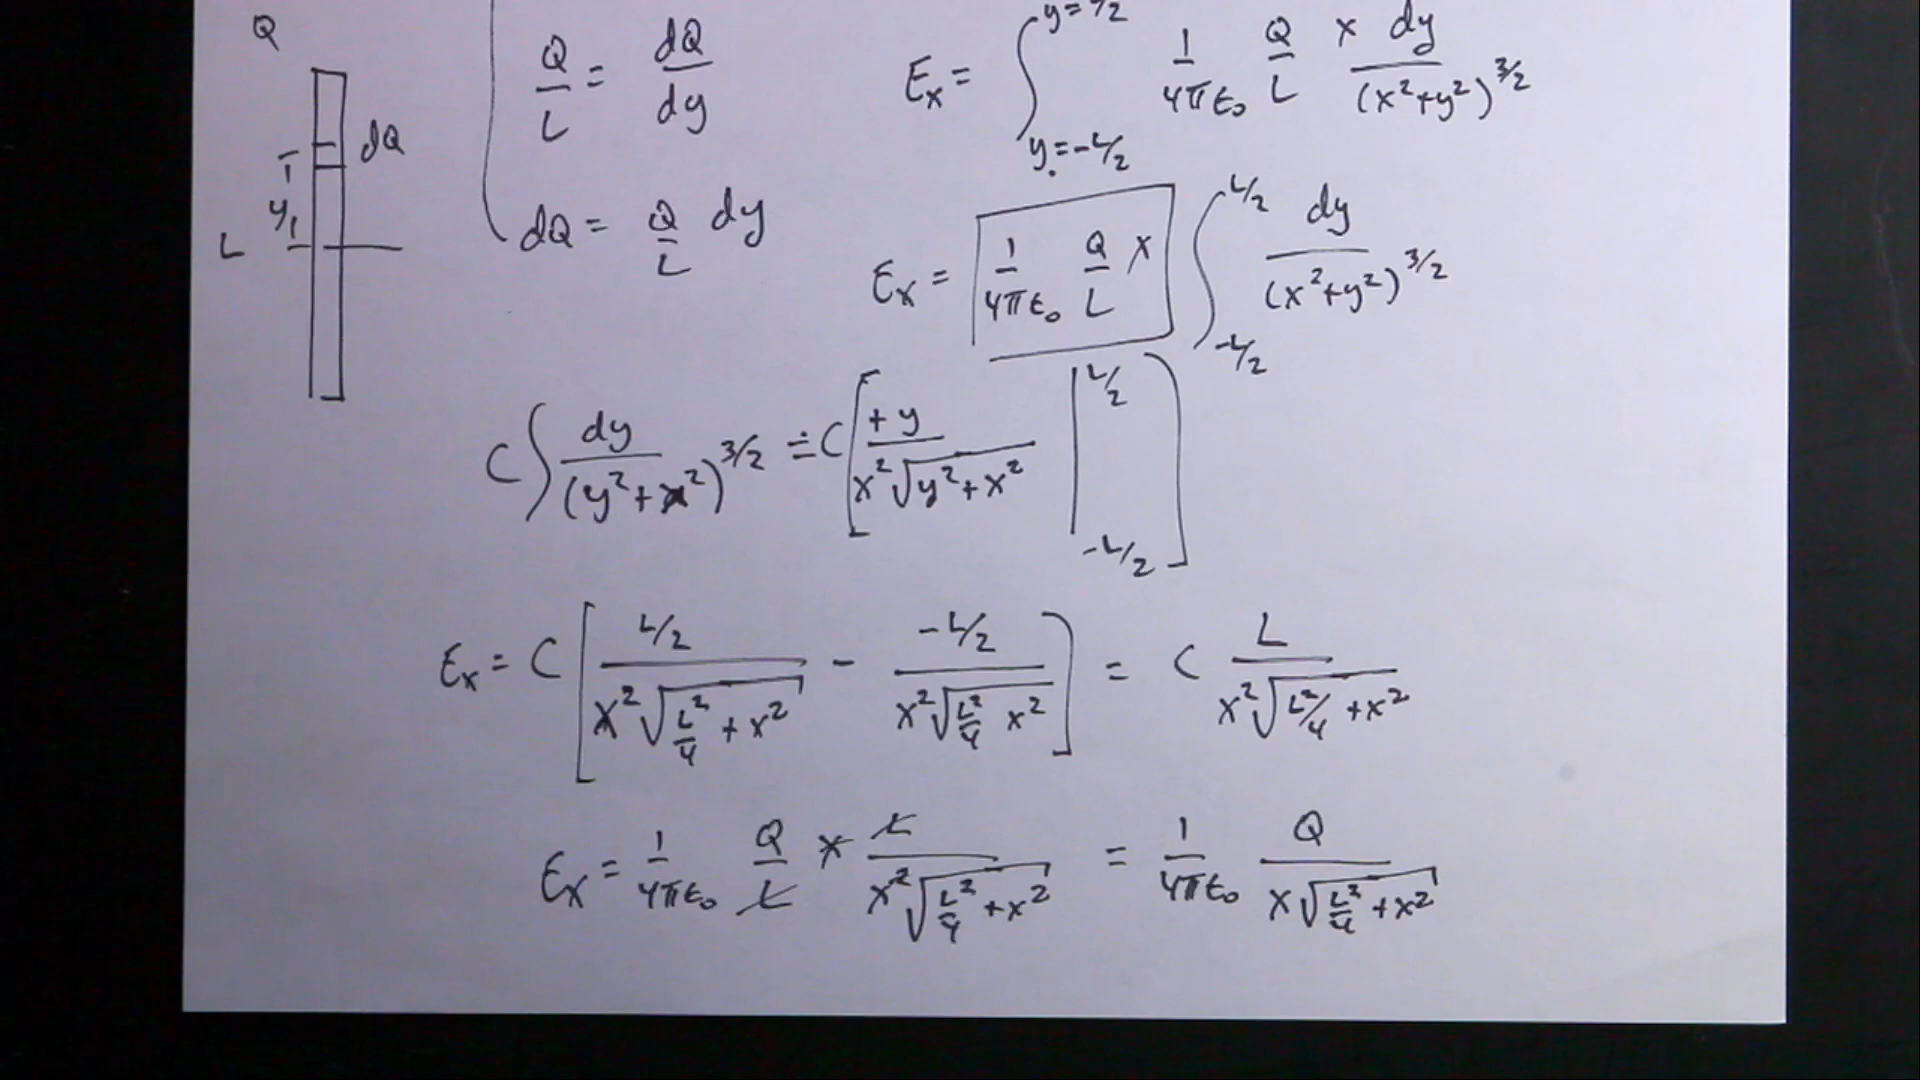 Q
dQ
y₁
L
Q/L = dQ/dy
dQ = Q/L dy
Eₓ = ∫_{y=-L/2}^{y=L/2} 1/4πε₀ Q/L x dy/(x²+y²)^{3/2}
Eₓ = 1/4πε₀ Q/L x ∫_{-L/2}^{L/2} dy/(x²+y²)^{3/2}
C ∫ dy/(y²+x²)^{3/2} = C [ +y/x²√(y²+x²) |_{-L/2}^{L/2} ]
Eₓ = C [ L/2 / x²√(L²/4 + x²) - -L/2 / x²√(L²/4 x²) ] = C L / x²√(L²/4 + x²)
Eₓ = 1/4πε₀ Q/L x L / x²√(L²/4 + x²) = 1/4πε₀ Q / x√(L²/4 + x²)